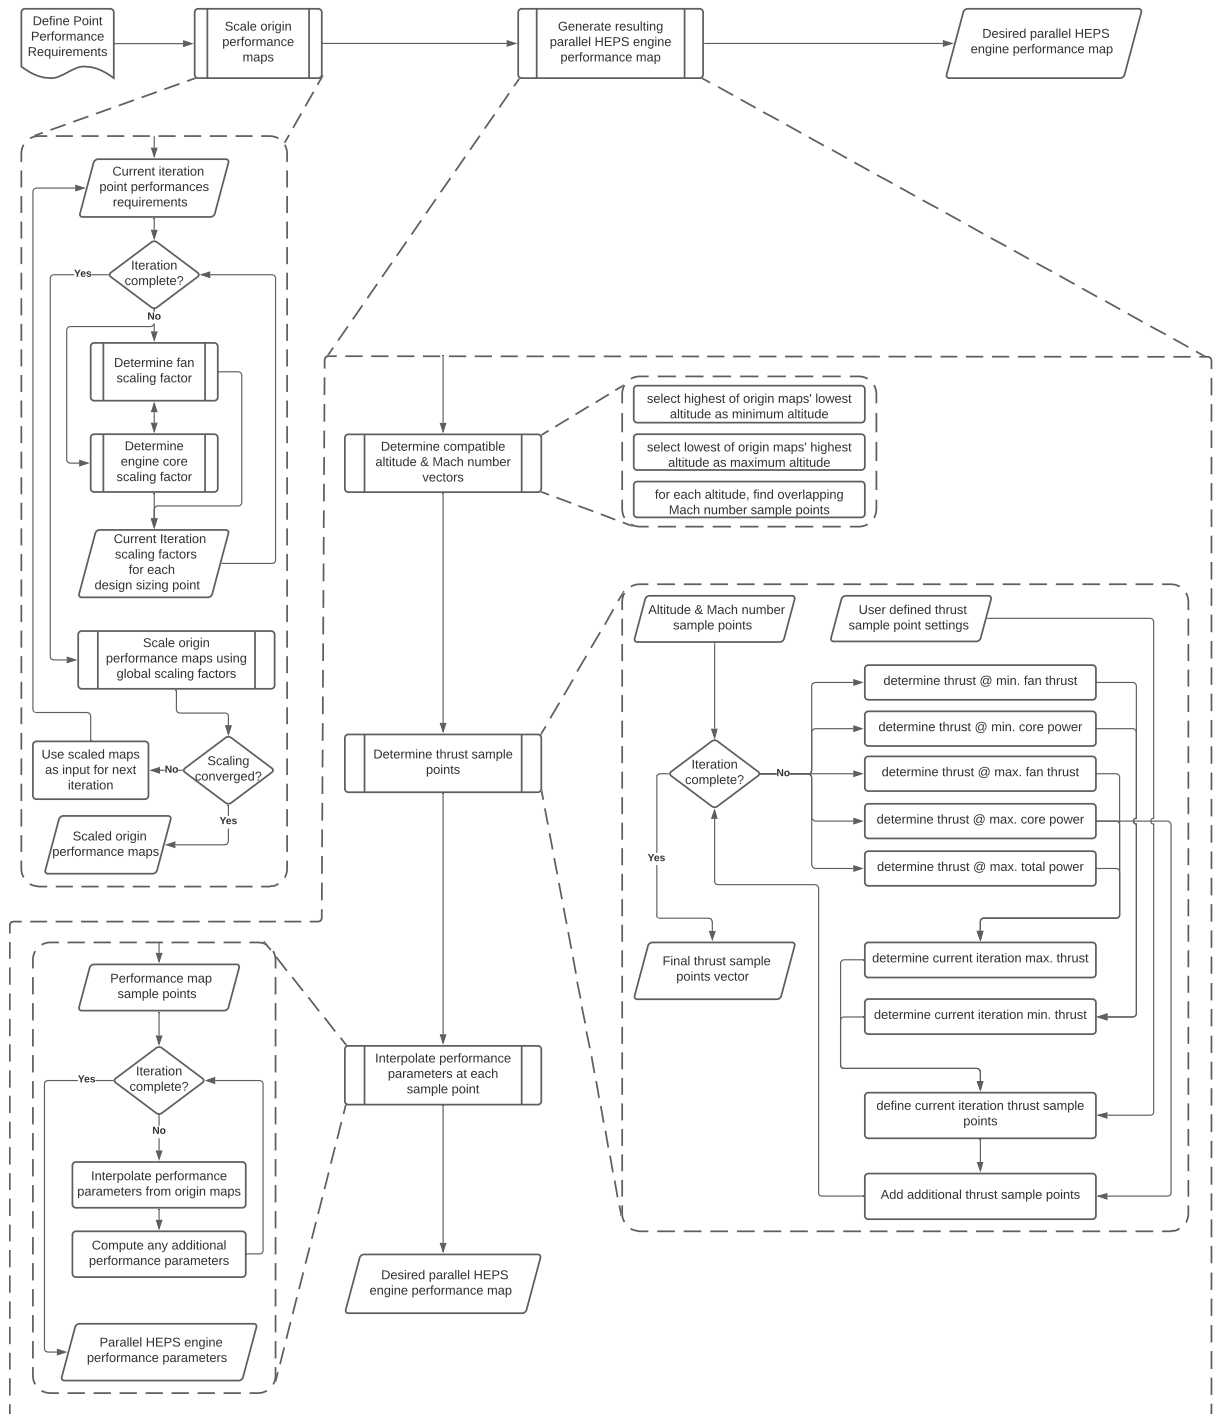 Define Point
Performance
Requirements
Scale origin
performance
maps
Generate resulting
parallel HEPS engine
performance map
Desired parallel HEPS
engine performance map
Current iteration
point performances
requirements
Iteration
complete?
Yes
No
Determine fan
scaling factor
Determine
engine core
scaling factor
Current Iteration
scaling factors
for each
design sizing point
Scale origin
performance maps using
global scaling factors
Use scaled maps
as input for next
iteration
No
Scaling
converged?
Yes
Scaled origin
performance maps
Determine compatible
altitude & Mach number
vectors
select highest of origin maps' lowest
altitude as minimum altitude
select lowest of origin maps' highest
altitude as maximum altitude
for each altitude, find overlapping
Mach number sample points
Determine thrust sample
points
Altitude & Mach number
sample points
User defined thrust
sample point settings
Iteration
complete?
No
Yes
determine thrust @ min. fan thrust
determine thrust @ min. core power
determine thrust @ max. fan thrust
determine thrust @ max. core power
determine thrust @ max. total power
Final thrust sample
points vector
determine current iteration max. thrust
determine current iteration min. thrust
define current iteration thrust sample
points
Add additional thrust sample points
Interpolate performance
parameters at each
sample point
Performance map
sample points
Iteration
complete?
Yes
No
Interpolate performance
parameters from origin maps
Compute any additional
performance parameters
Parallel HEPS engine
performance parameters
Desired parallel HEPS
engine performance map